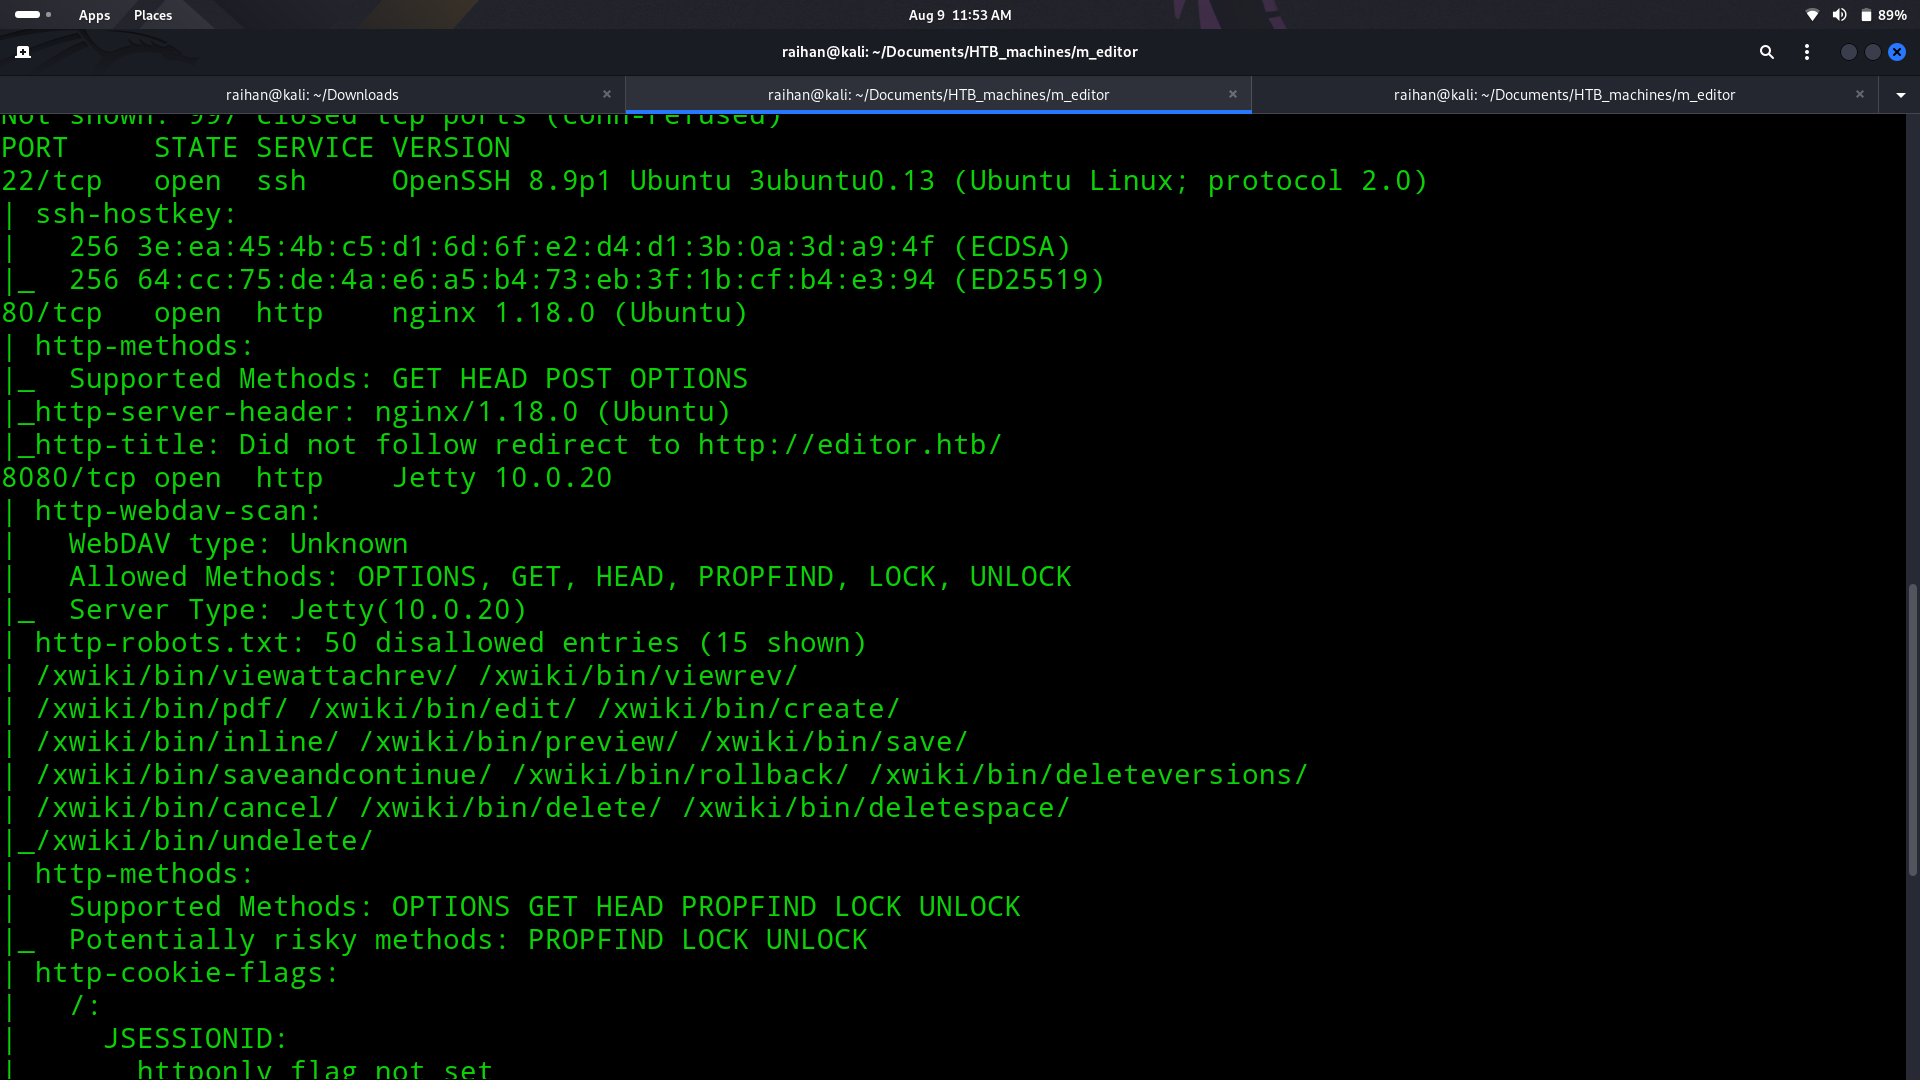 Apps Places Aug 9 11:53 AM 89%
raihan@kali: ~/Documents/HTB_machines/m_editor
raihan@kali: ~/Downloads raihan@kali: ~/Documents/HTB_machines/m_editor raihan@kali: ~/Documents/HTB_machines/m_editor
Not shown: 997 closed tcp ports (conn-refused)
PORT     STATE SERVICE VERSION
22/tcp   open  ssh     OpenSSH 8.9p1 Ubuntu 3ubuntu0.13 (Ubuntu Linux; protocol 2.0)
| ssh-hostkey:
|   256 3e:ea:45:4b:c5:d1:6d:6f:e2:d4:d1:3b:0a:3d:a9:4f (ECDSA)
|_  256 64:cc:75:de:4a:e6:a5:b4:73:eb:3f:1b:cf:b4:e3:94 (ED25519)
80/tcp   open  http    nginx 1.18.0 (Ubuntu)
| http-methods:
|_  Supported Methods: GET HEAD POST OPTIONS
|_http-server-header: nginx/1.18.0 (Ubuntu)
|_http-title: Did not follow redirect to http://editor.htb/
8080/tcp open  http    Jetty 10.0.20
| http-webdav-scan:
|   WebDAV type: Unknown
|   Allowed Methods: OPTIONS, GET, HEAD, PROPFIND, LOCK, UNLOCK
|_  Server Type: Jetty(10.0.20)
| http-robots.txt: 50 disallowed entries (15 shown)
| /xwiki/bin/viewattachrev/ /xwiki/bin/viewrev/
| /xwiki/bin/pdf/ /xwiki/bin/edit/ /xwiki/bin/create/
| /xwiki/bin/inline/ /xwiki/bin/preview/ /xwiki/bin/save/
| /xwiki/bin/saveandcontinue/ /xwiki/bin/rollback/ /xwiki/bin/deleteversions/
| /xwiki/bin/cancel/ /xwiki/bin/delete/ /xwiki/bin/deletespace/
|_/xwiki/bin/undelete/
| http-methods:
|   Supported Methods: OPTIONS GET HEAD PROPFIND LOCK UNLOCK
|_  Potentially risky methods: PROPFIND LOCK UNLOCK
| http-cookie-flags:
|   /:
|     JSESSIONID:
|       httponly flag not set